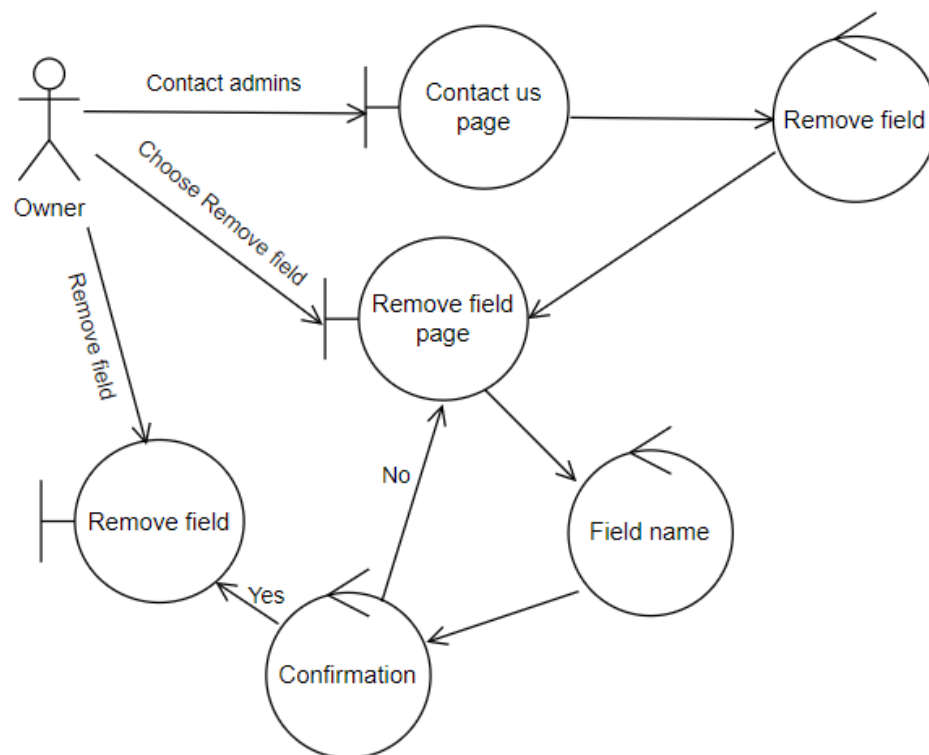 Contact admins
Contact us
page
Remove field
Owner
Choose Remove field
Remove field
page
Remove field
Remove field
No
Field name
Yes
Confirmation